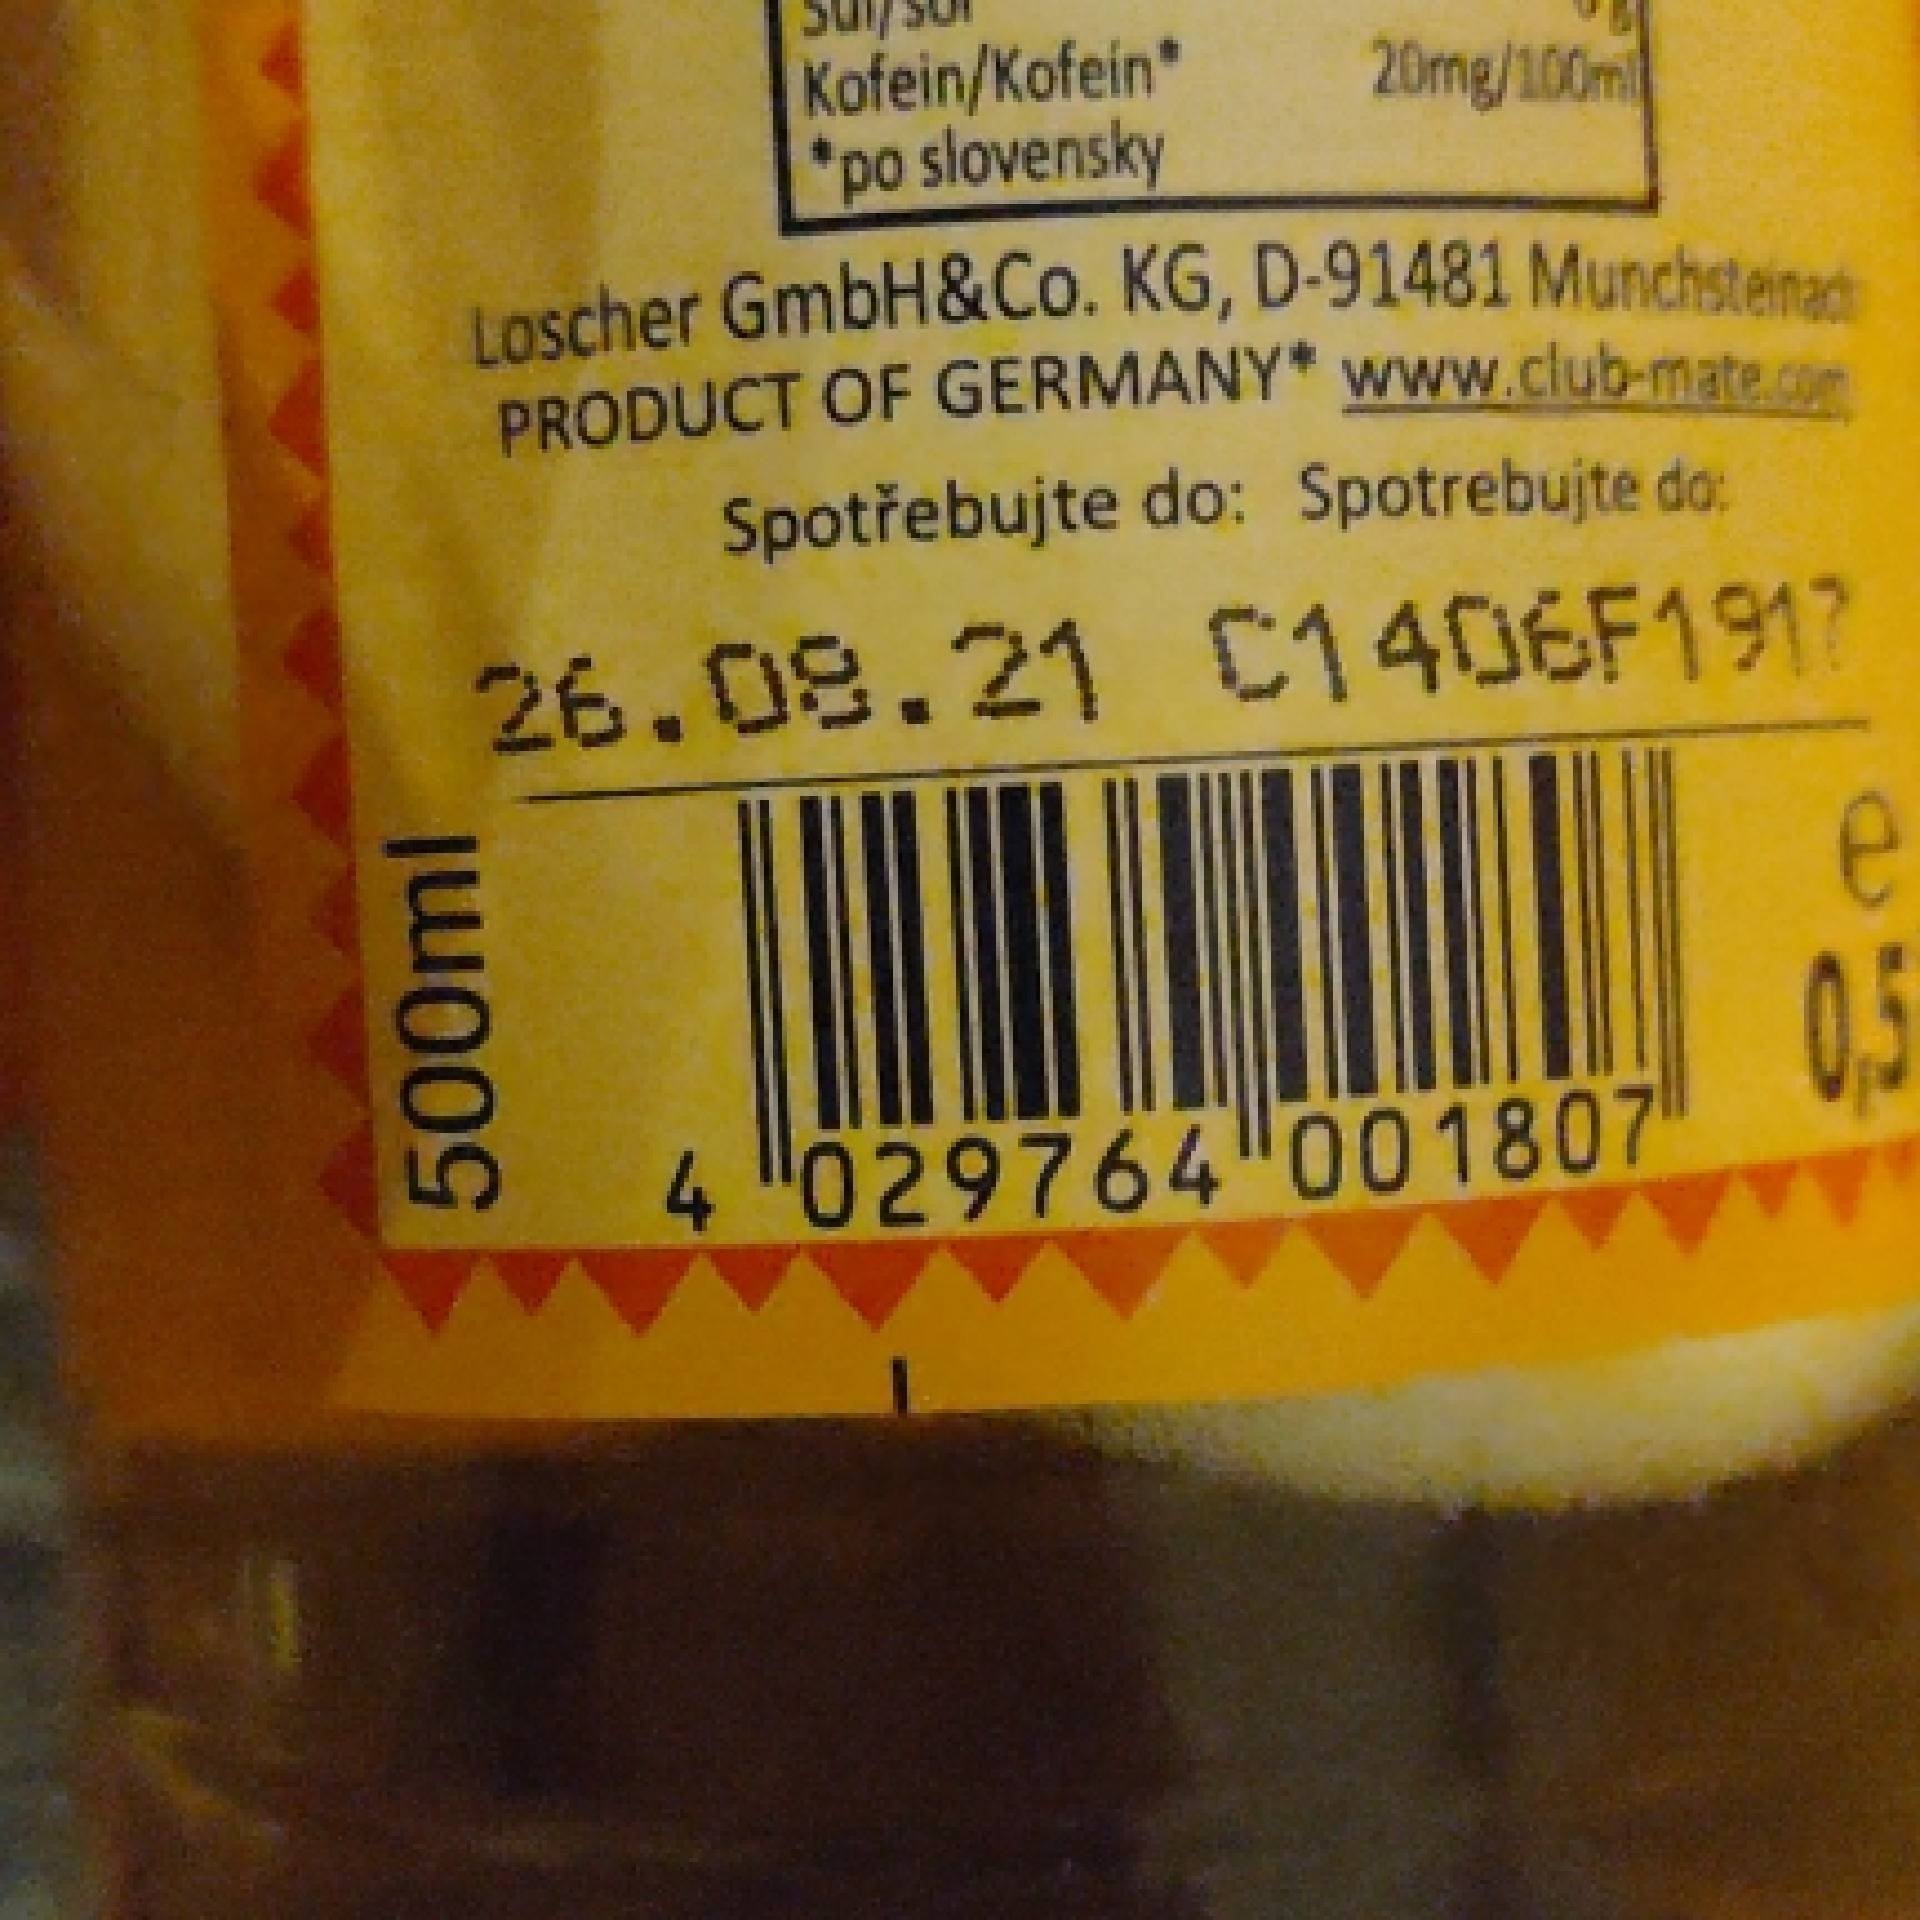 Kofein/Kofein* 20mg/100ml
*po slovensky
Loscher GmbH&Co. KG, D-91481 Munchsteinach
PRODUCT OF GERMANY* www.club-mate.com
Spotřebujte do: Spotrebujte do:
26.08.21 C1406F191?
500ml
e
0,5
4 029764 001807